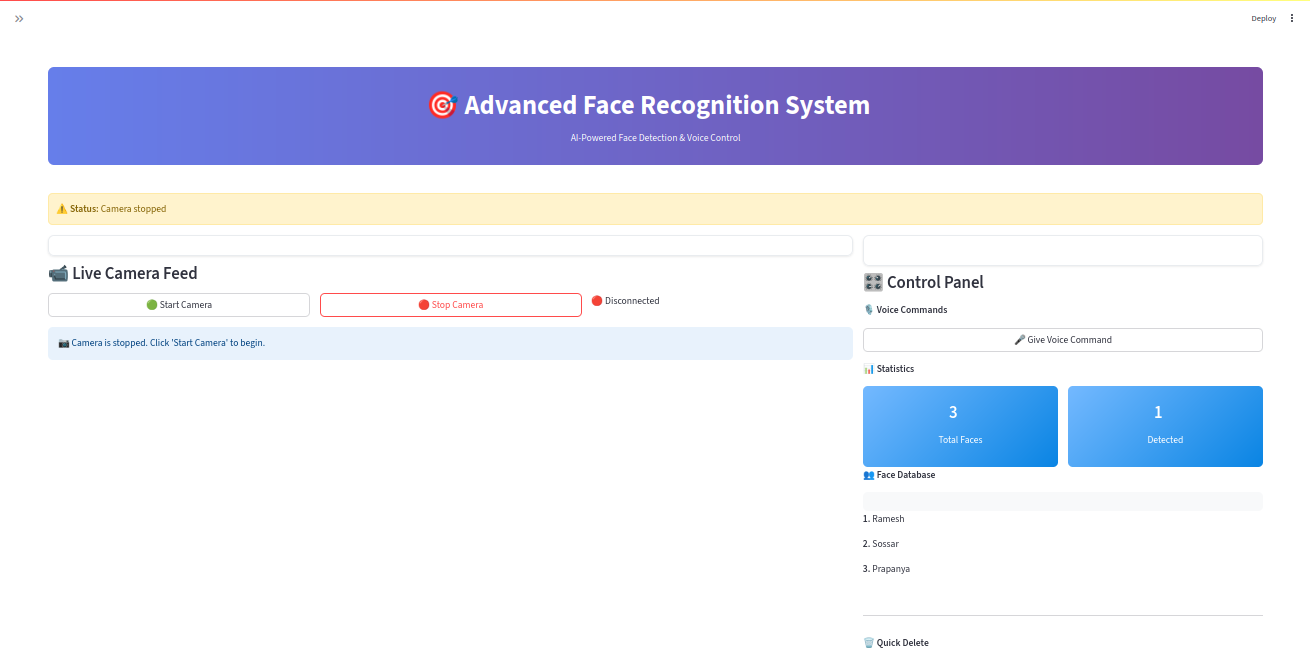 Deploy
🎯 Advanced Face Recognition System
AI-Powered Face Detection & Voice Control
⚠️ Status: Camera stopped
📹 Live Camera Feed
🟢 Start Camera
🔴 Stop Camera
🔴 Disconnected
📷 Camera is stopped. Click 'Start Camera' to begin.
🎛️ Control Panel
🎙️ Voice Commands
🎤 Give Voice Command
📊 Statistics
3
Total Faces
1
Detected
👥 Face Database
1. Ramesh
2. Sossar
3. Prapanya
🗑️ Quick Delete